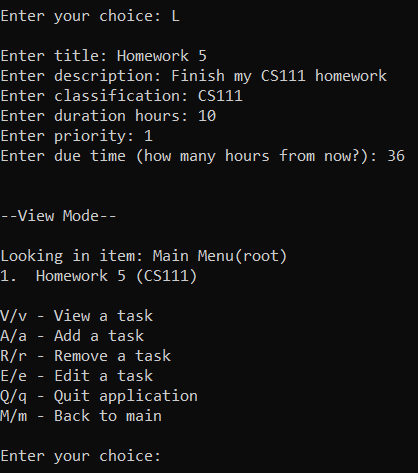 Enter your choice: L
Enter title: Homework 5
Enter description: Finish my CS111 homework
Enter classification: CS111
Enter duration hours: 10
Enter priority: 1
Enter due time (how many hours from now?): 36
--View Mode--
Looking in item: Main Menu(root)
1.  Homework 5 (CS111)
V/v - View a task
A/a - Add a task
R/r - Remove a task
E/e - Edit a task
Q/q - Quit application
M/m - Back to main
Enter your choice: